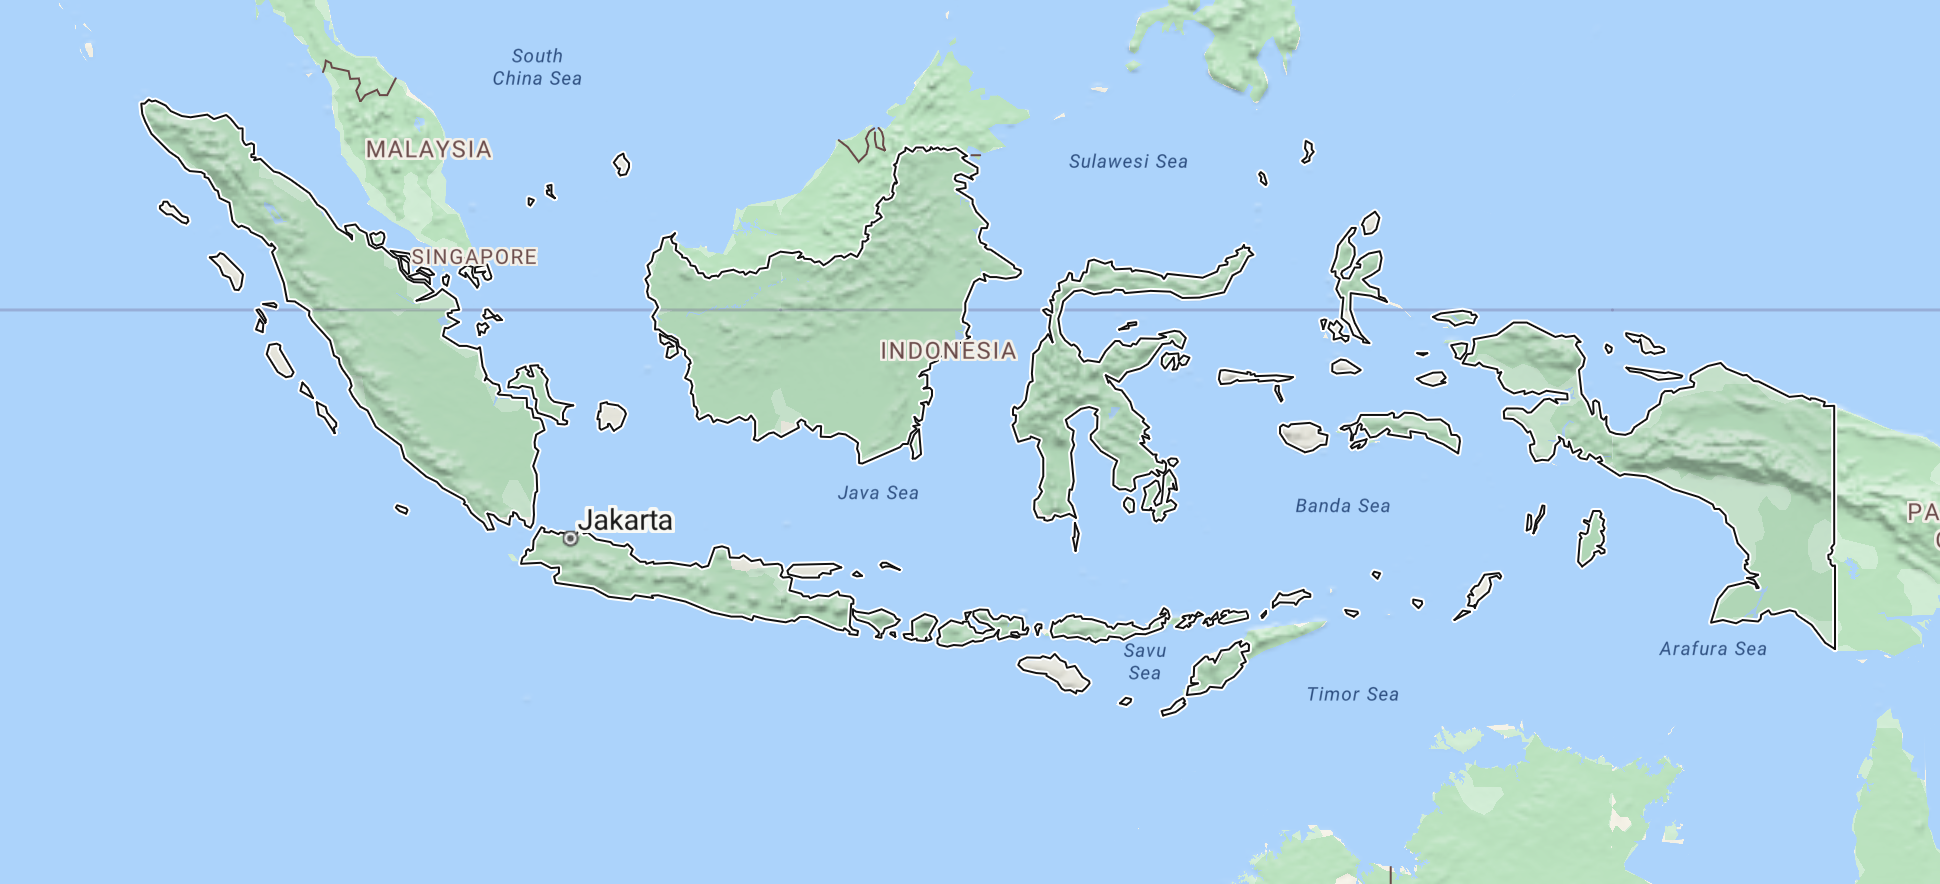 South
China Sea
MALAYSIA
Sulawesi Sea
SINGAPORE
INDONESIA
Java Sea
Banda Sea
Jakarta
PA
Savu
Sea
Arafura Sea
Timor Sea